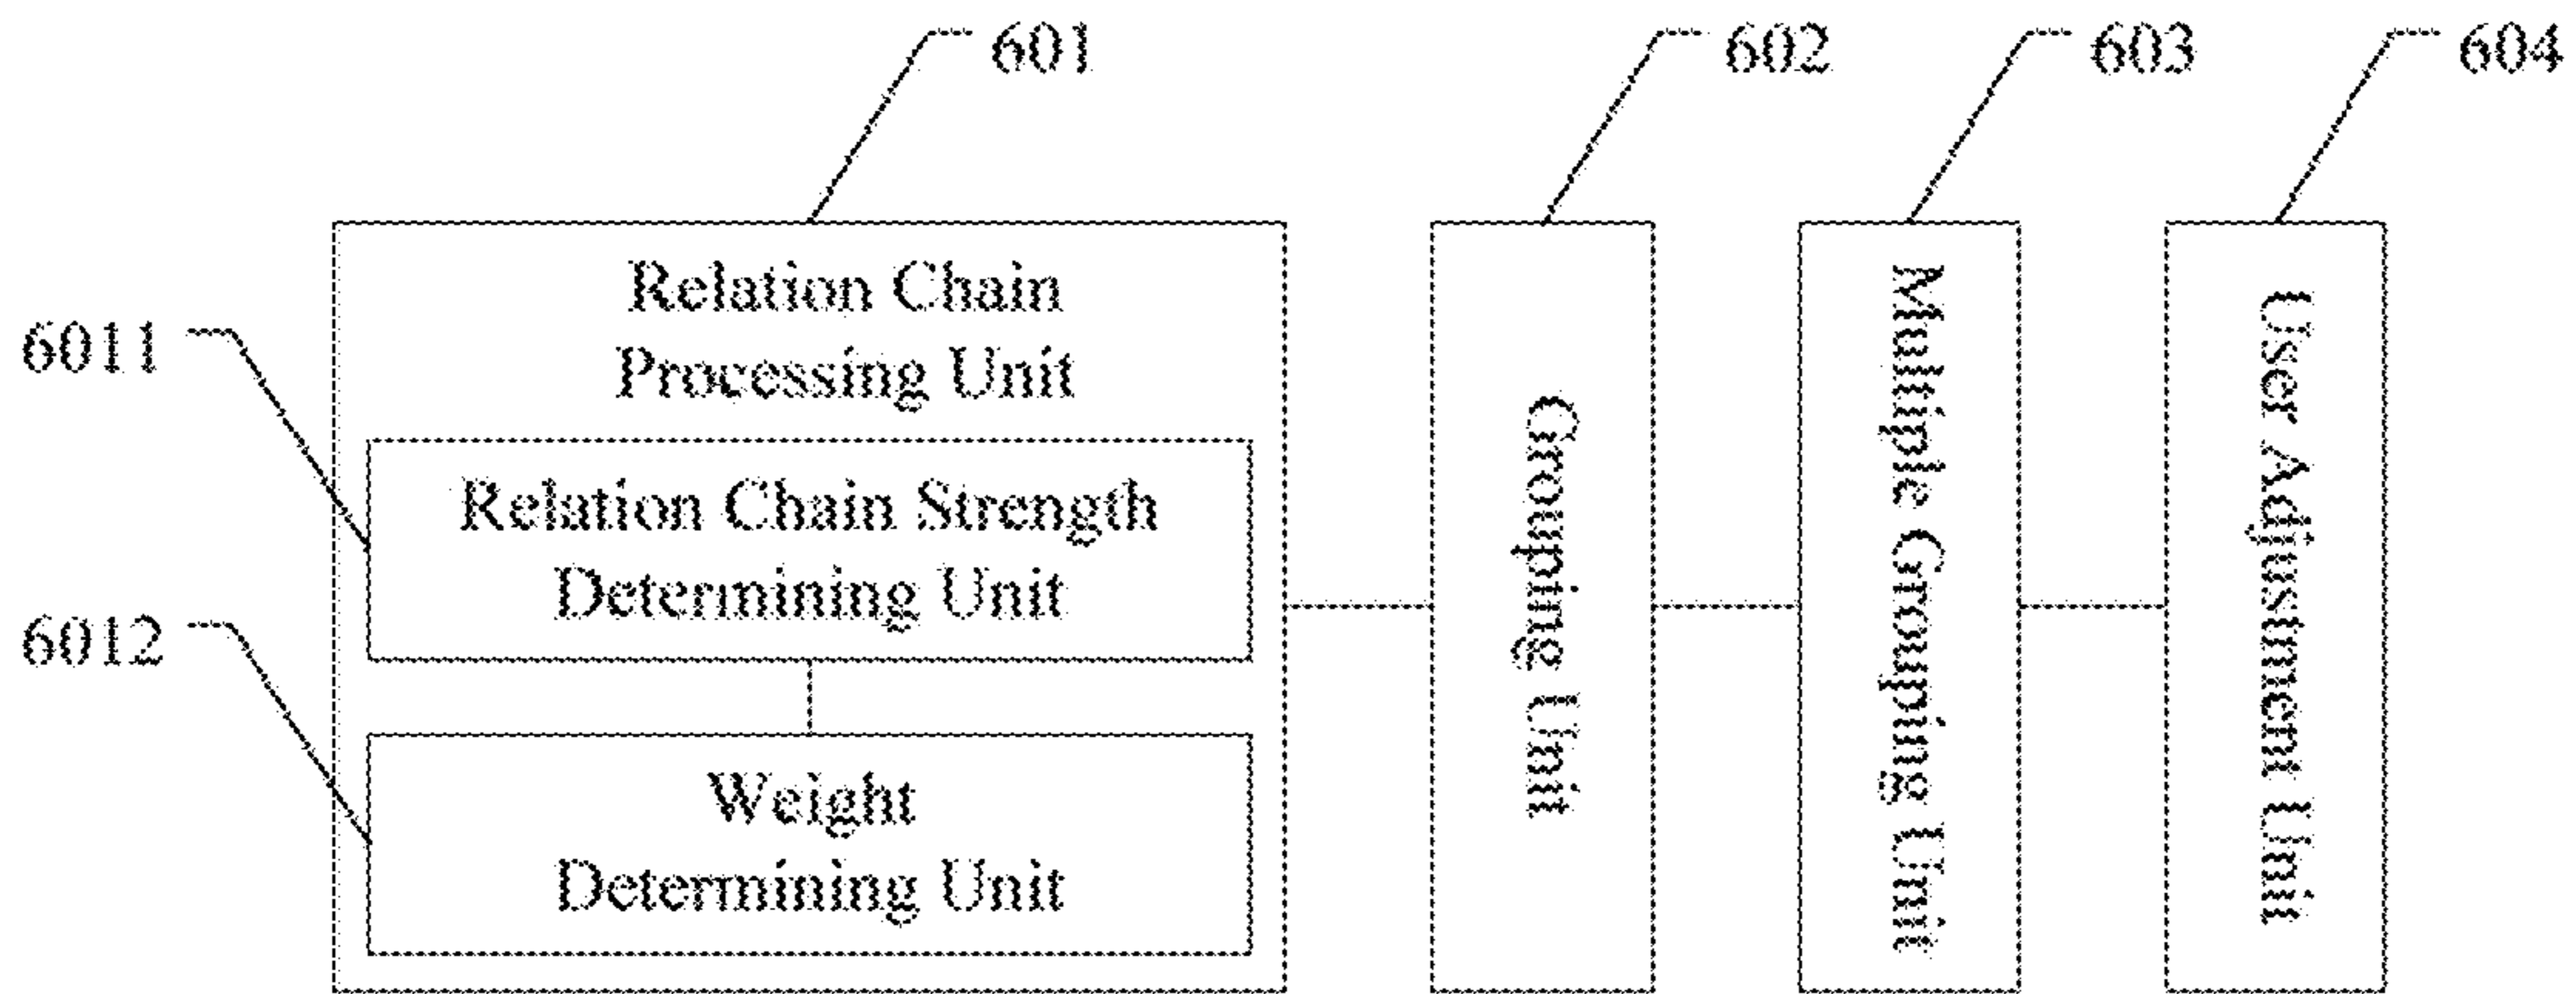 601
602
603
604
Relation Chain
Processing Unit
6011
Relation Chain Strength
Determining Unit
6012
Weight
Determining Unit
Grouping Unit
Multiple Grouping Unit
User Adjustment Unit